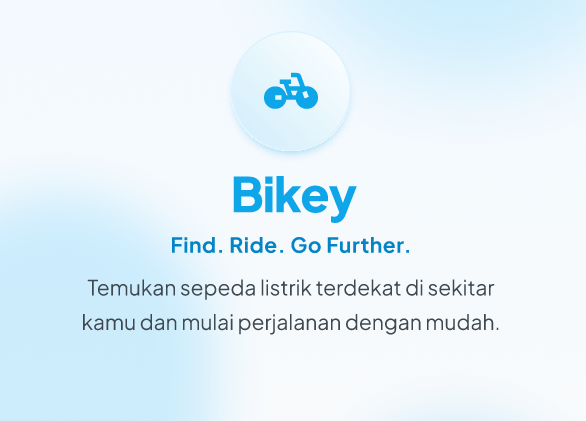 Bikey
Find. Ride. Go Further.
Temukan sepeda listrik terdekat di sekitar
kamu dan mulai perjalanan dengan mudah.